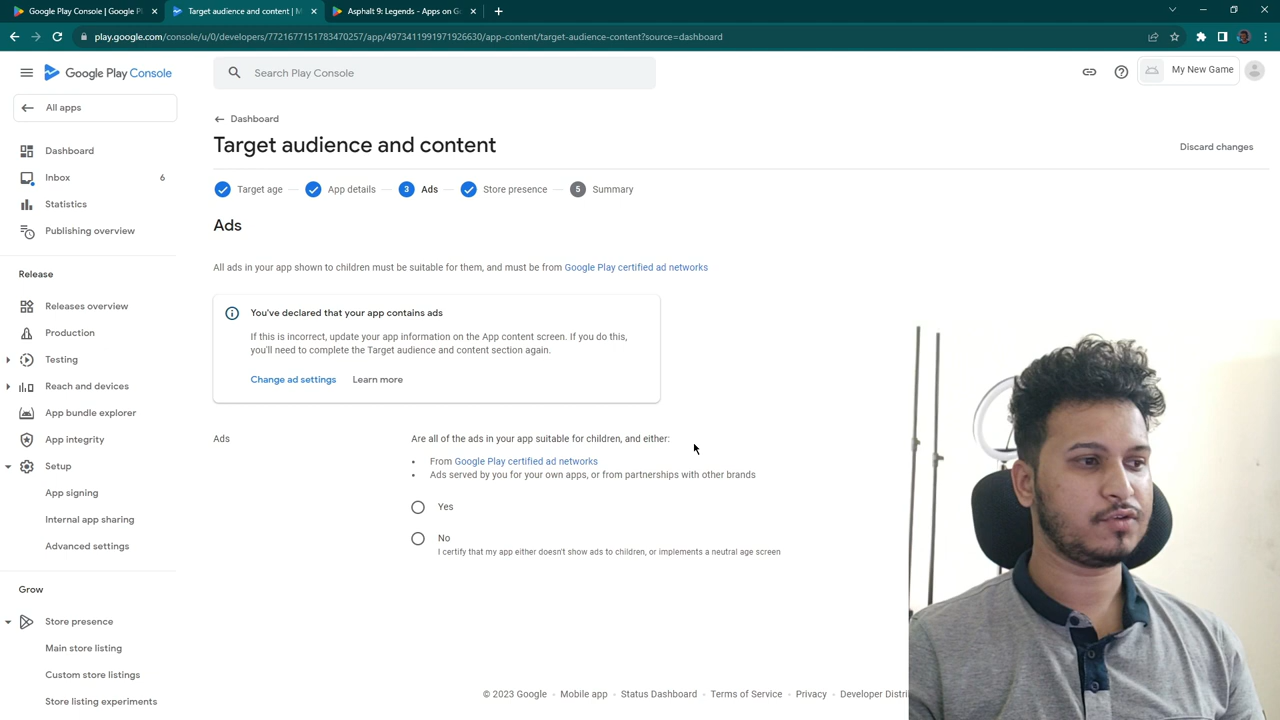 Google Play Console |
Target audience and content | M
Asphalt 9: Legends - Apps on G
play.google.com/console/u/0/developers/7721677151783470257/app/4973411991971926630/app-content/target-audience-content?source=dashboard
Google Play Console
Search Play Console
My New Game
All apps
Dashboard
Inbox 6
Statistics
Publishing overview
Release
Releases overview
Production
Testing
Reach and devices
App bundle explorer
App integrity
Setup
App signing
Internal app sharing
Advanced settings
Grow
Store presence
Main store listing
Custom store listings
Store listing experiments
Dashboard
Target audience and content
Discard changes
Target age
App details
3 Ads
Store presence
5 Summary
Ads
All ads in your app shown to children must be suitable for them, and must be from Google Play certified ad networks
You've declared that your app contains ads
If this is incorrect, update your app information on the App content screen. If you do this,
you'll need to complete the Target audience and content section again.
Change ad settings Learn more
Ads
Are all of the ads in your app suitable for children, and either:
• From Google Play certified ad networks
• Ads served by you for your own apps, or from partnerships with other brands
Yes
No
I certify that my app either doesn't show ads to children, or implements a neutral age screen
© 2023 Google · Mobile app · Status Dashboard · Terms of Service · Privacy · Developer Distri